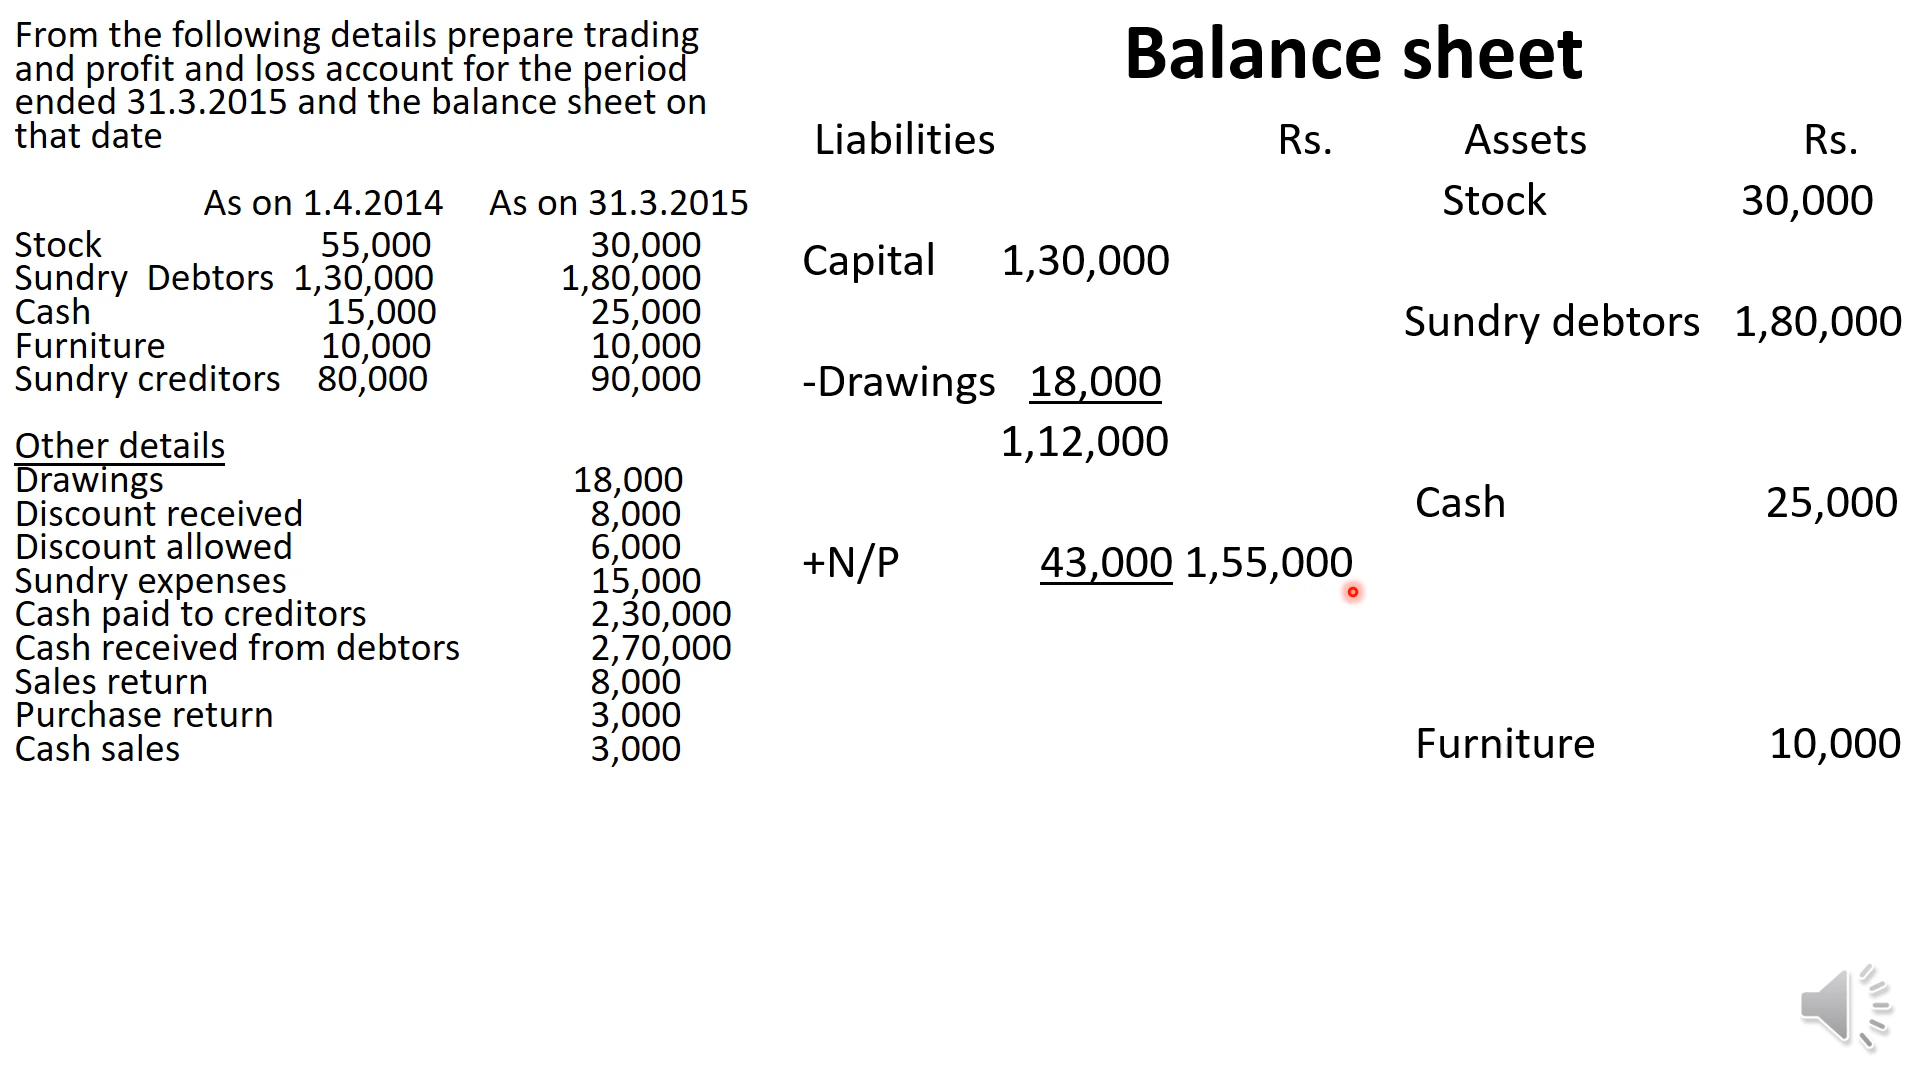 From the following details prepare trading
and profit and loss account for the period
ended 31.3.2015 and the balance sheet on
that date
As on 1.4.2014 As on 31.3.2015
Stock 55,000 30,000
Sundry Debtors 1,30,000 1,80,000
Cash 15,000 25,000
Furniture 10,000 10,000
Sundry creditors 80,000 90,000
Other details
Drawings 18,000
Discount received 8,000
Discount allowed 6,000
Sundry expenses 15,000
Cash paid to creditors 2,30,000
Cash received from debtors 2,70,000
Sales return 8,000
Purchase return 3,000
Cash sales 3,000
Balance sheet
Liabilities Rs. Assets Rs.
Stock 30,000
Capital 1,30,000
Sundry debtors 1,80,000
-Drawings 18,000
1,12,000
Cash 25,000
+N/P 43,000 1,55,000
Furniture 10,000